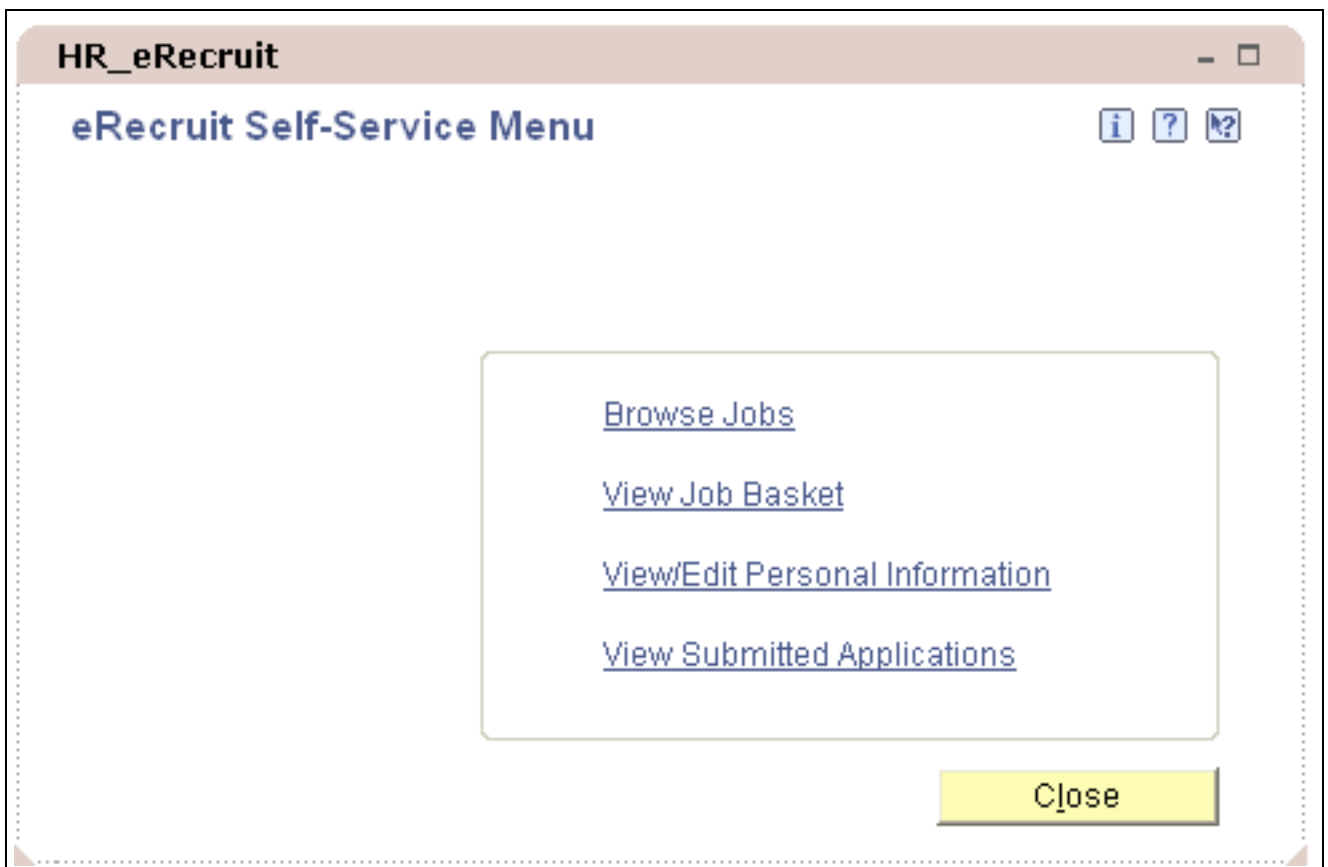 HR_eRecruit
eRecruit Self-Service Menu
Browse Jobs
View Job Basket
View/Edit Personal Information
View Submitted Applications
Close